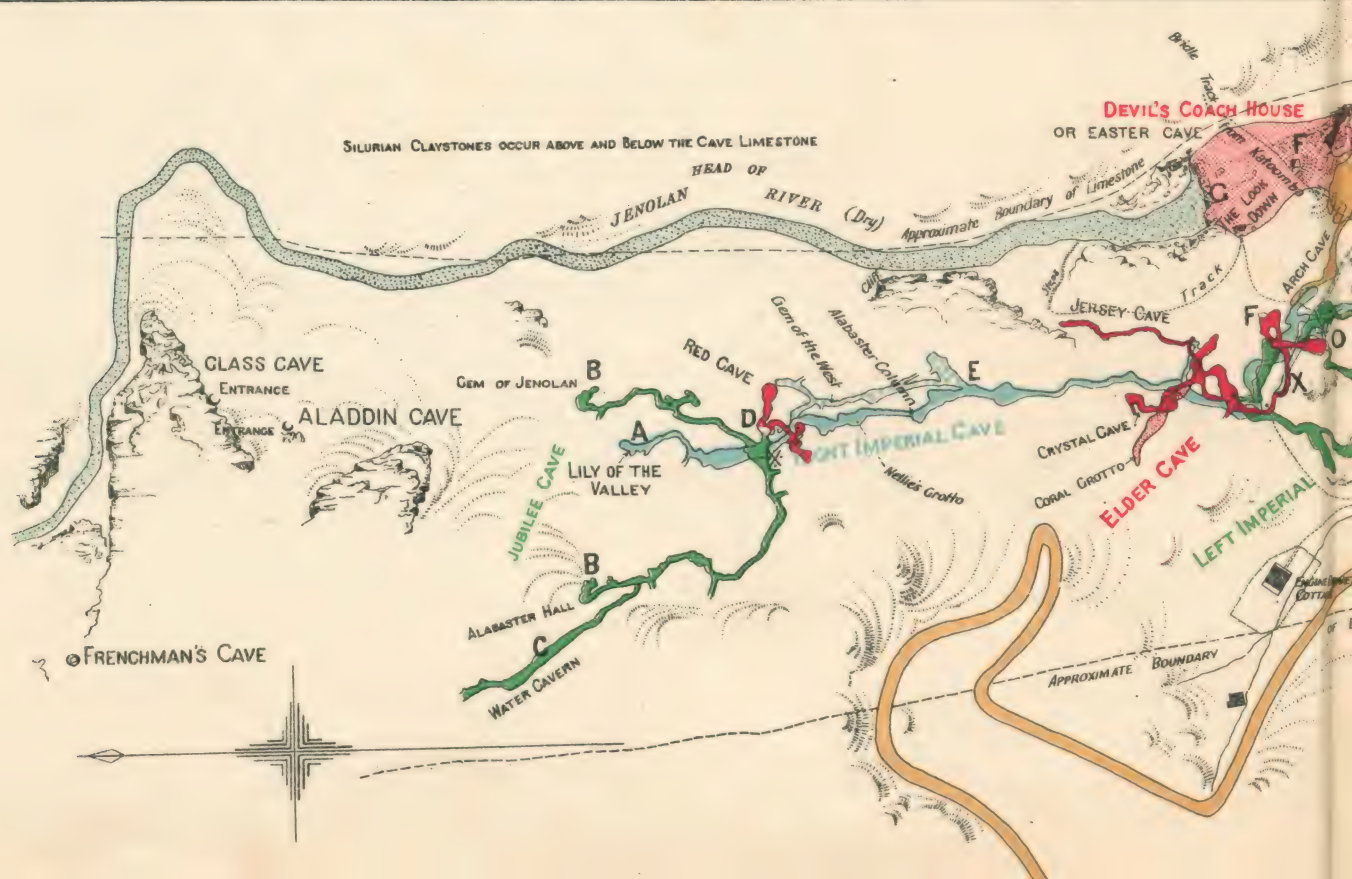 Bridle Track from Katoomba
DEVIL'S COACH HOUSE
OR EASTER CAVE
F
SILURIAN CLAYSTONES OCCUR ABOVE AND BELOW THE CAVE LIMESTONE
HEAD OF
JENOLAN RIVER (Dry)
Approximate Boundary of Limestone
G
THE LOOK
DOWN
ARCH CAVE
Cliff
Steps
Track
JERSEY CAVE
F
O
X
GLASS CAVE
ENTRANCE
ENTRANCE
ALADDIN CAVE
GEM OF JENOLAN
B
RED CAVE
Gem of the West
Alabaster Column
E
D
A
X
RIGHT IMPERIAL CAVE
LILY OF THE
VALLEY
JUBILEE CAVE
Nellie's Grotto
CRYSTAL CAVE
CORAL GROTTO
ELDER CAVE
LEFT IMPERIAL
B
ALABASTER HALL
C
WATER CAVERN
COTTAGE
FRENCHMAN'S CAVE
APPROXIMATE BOUNDARY
OF